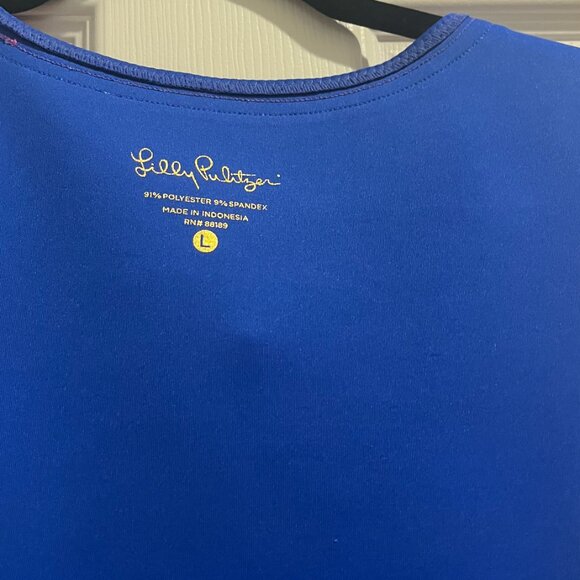 Lilly Pulitzer
91% POLYESTER 9% SPANDEX
MADE IN INDONESIA
RN# 88189
L